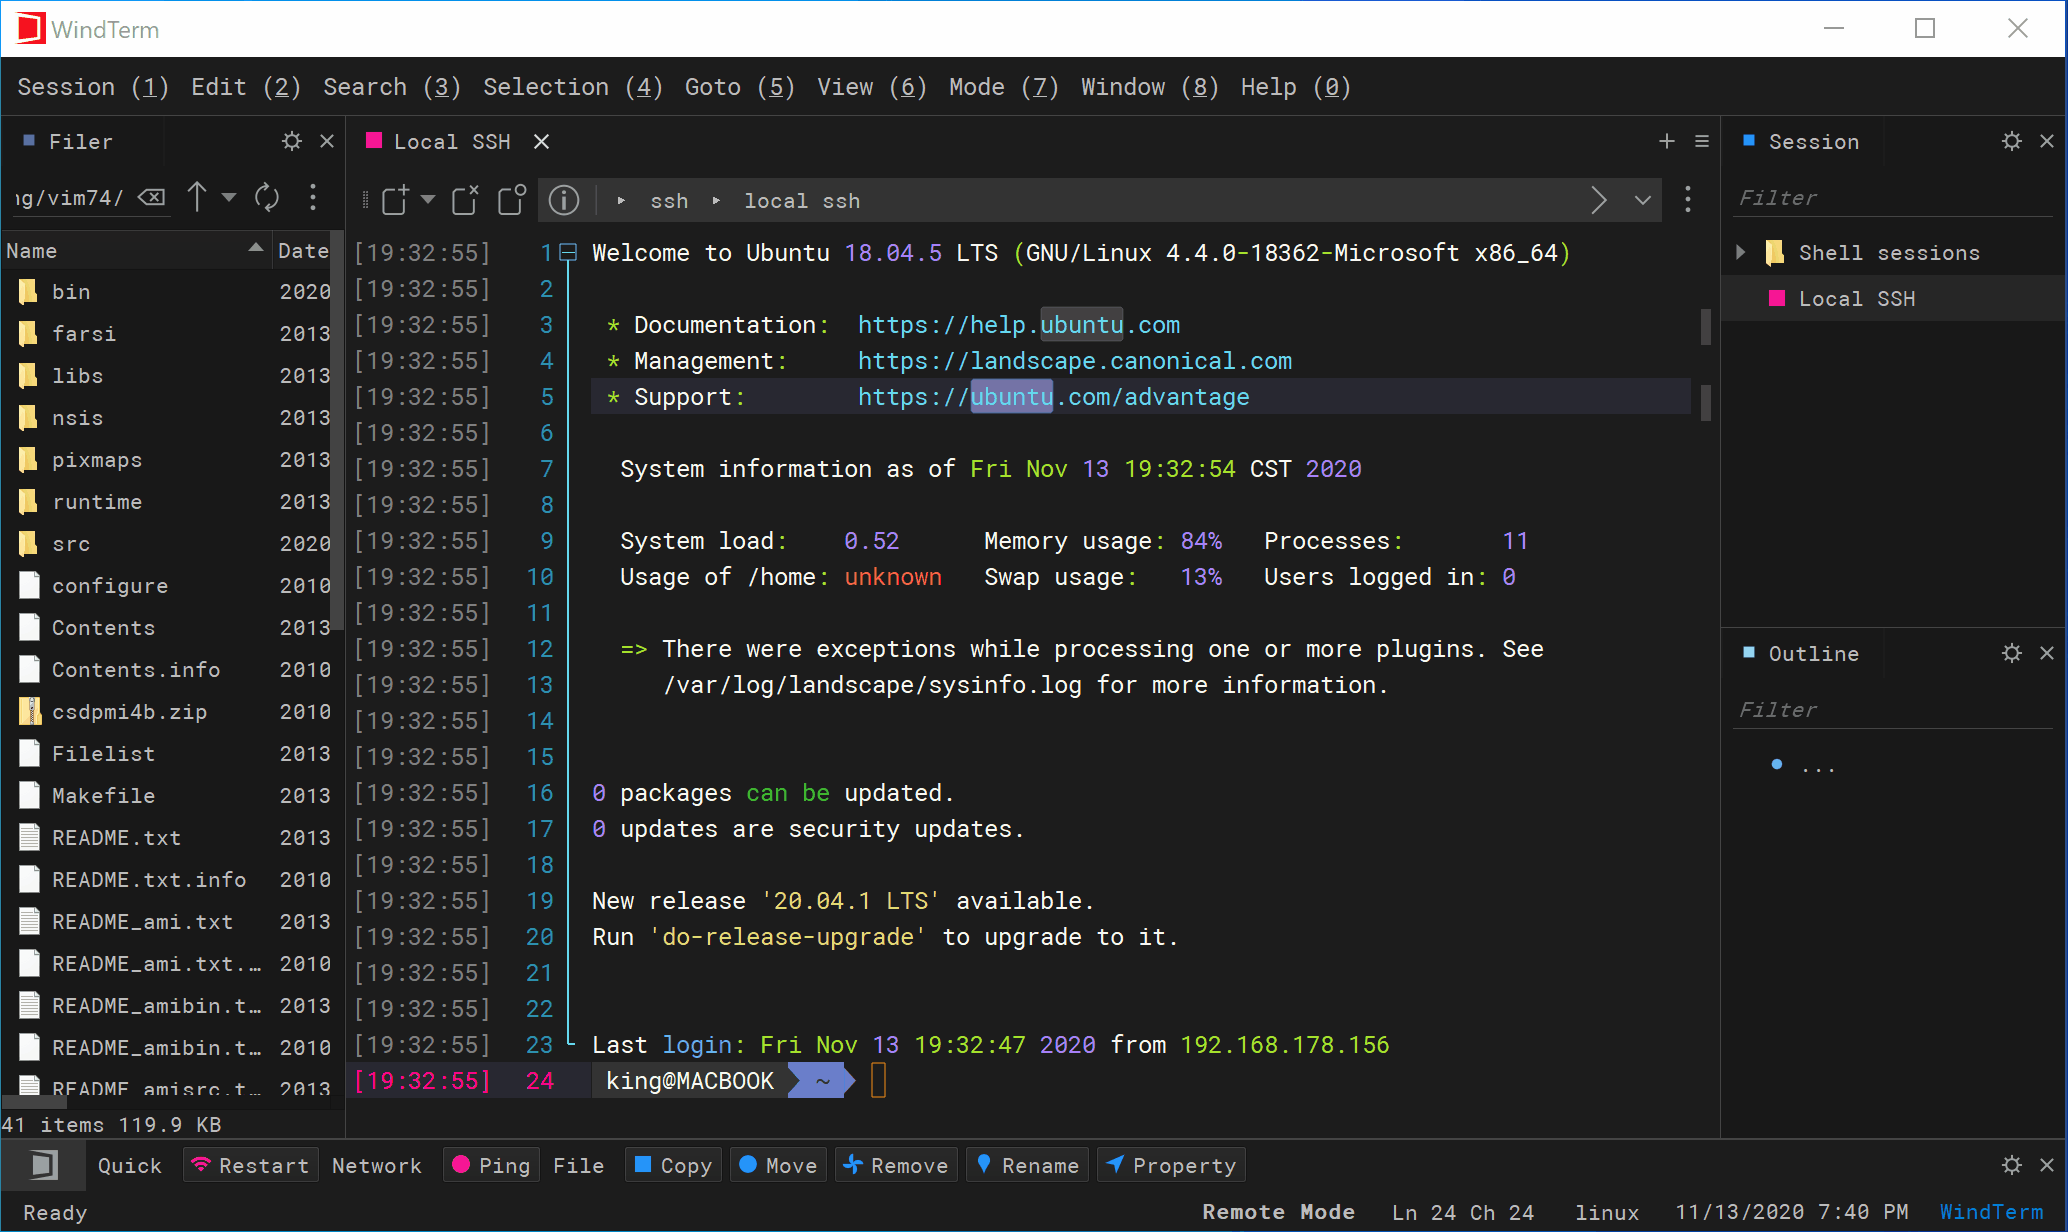 WindTerm
Session (1) Edit (2) Search (3) Selection (4) Goto (5) View (6) Mode (7) Window (8) Help (0)
Filer
ng/vim74/
Name Date
bin 2020
farsi 2013
libs 2013
nsis 2013
pixmaps 2013
runtime 2013
src 2020
configure 2010
Contents 2013
Contents.info 2010
csdpmi4b.zip 2010
Filelist 2013
Makefile 2013
README.txt 2013
README.txt.info 2010
README_ami.txt 2013
README_ami.txt.… 2010
README_amibin.t… 2013
README_amibin.t… 2010
README_amisrc.t… 2013
41 items 119.9 KB
Local SSH
ssh local ssh
[19:32:55] 1 Welcome to Ubuntu 18.04.5 LTS (GNU/Linux 4.4.0-18362-Microsoft x86_64)
[19:32:55] 2
[19:32:55] 3 * Documentation: https://help.ubuntu.com
[19:32:55] 4 * Management: https://landscape.canonical.com
[19:32:55] 5 * Support: https://ubuntu.com/advantage
[19:32:55] 6
[19:32:55] 7 System information as of Fri Nov 13 19:32:54 CST 2020
[19:32:55] 8
[19:32:55] 9 System load: 0.52 Memory usage: 84% Processes: 11
[19:32:55] 10 Usage of /home: unknown Swap usage: 13% Users logged in: 0
[19:32:55] 11
[19:32:55] 12 => There were exceptions while processing one or more plugins. See
[19:32:55] 13 /var/log/landscape/sysinfo.log for more information.
[19:32:55] 14
[19:32:55] 15
[19:32:55] 16 0 packages can be updated.
[19:32:55] 17 0 updates are security updates.
[19:32:55] 18
[19:32:55] 19 New release '20.04.1 LTS' available.
[19:32:55] 20 Run 'do-release-upgrade' to upgrade to it.
[19:32:55] 21
[19:32:55] 22
[19:32:55] 23 Last login: Fri Nov 13 19:32:47 2020 from 192.168.178.156
[19:32:55] 24 king@MACBOOK ~
Session
Filter
Shell sessions
Local SSH
Outline
Filter
...
Quick Restart Network Ping File Copy Move Remove Rename Property
Ready Remote Mode Ln 24 Ch 24 linux 11/13/2020 7:40 PM WindTerm